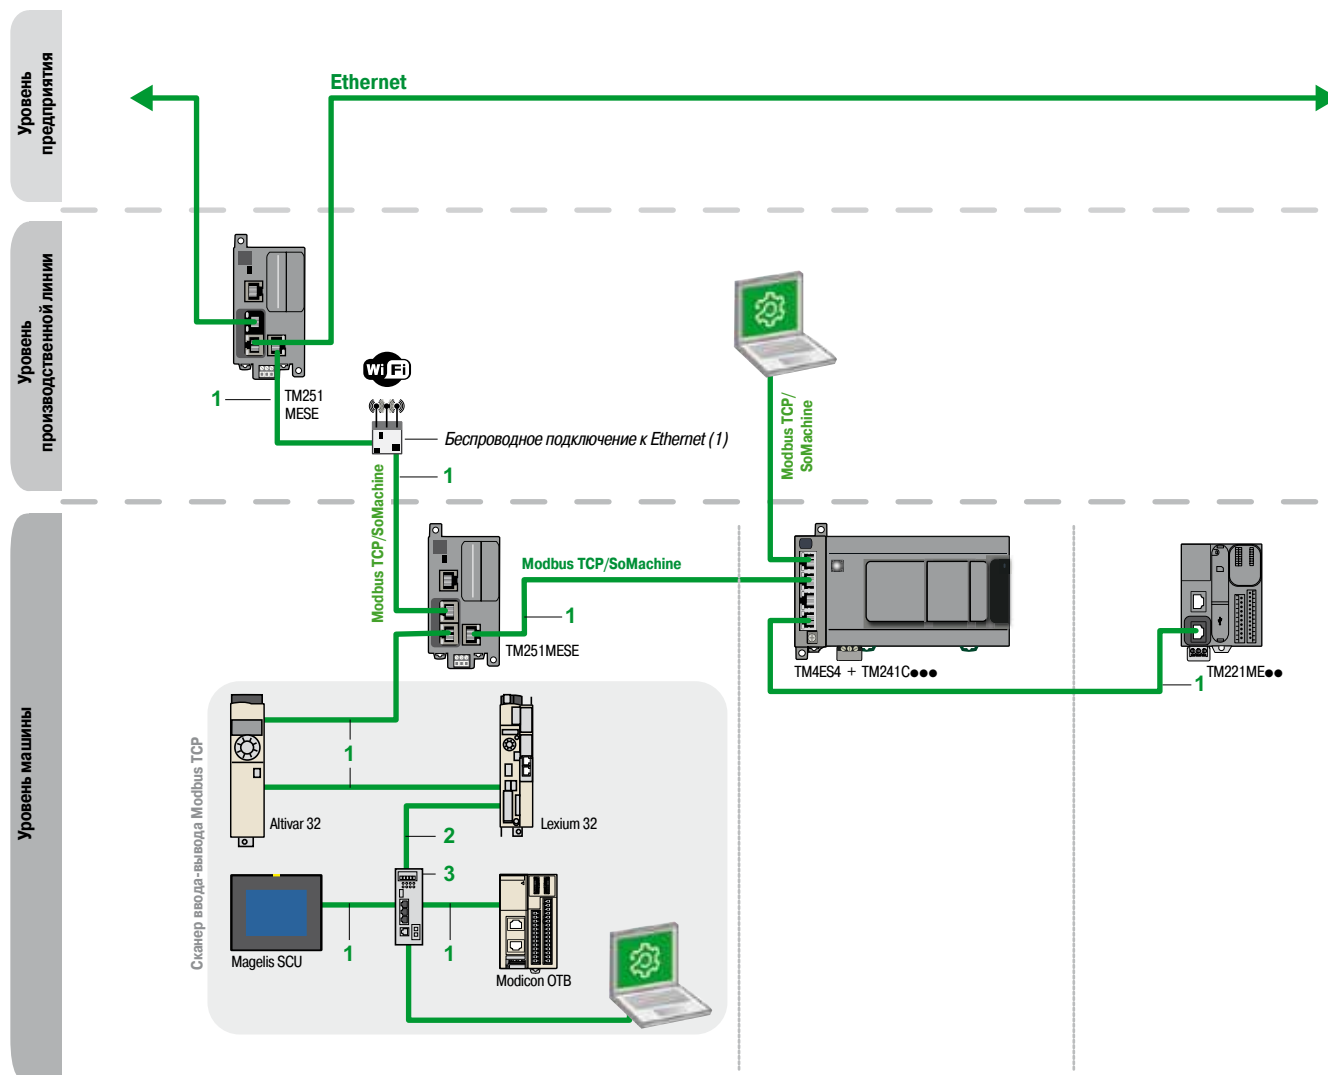 Уровень
предприятия
Ethernet
Уровень
производственной линии
TM251
MESE
1
Wi Fi
Беспроводное подключение к Ethernet (1)
1
Modbus TCP/SoMachine
Modbus TCP/
SoMachine
Уровень машины
Modbus TCP/SoMachine
1
TM251MESE
TM4ES4 + TM241C●●●
1
TM221ME●●
Сканер ввода-вывода Modbus TCP
1
Altivar 32
Lexium 32
2
3
1
1
Magelis SCU
Modicon OTB